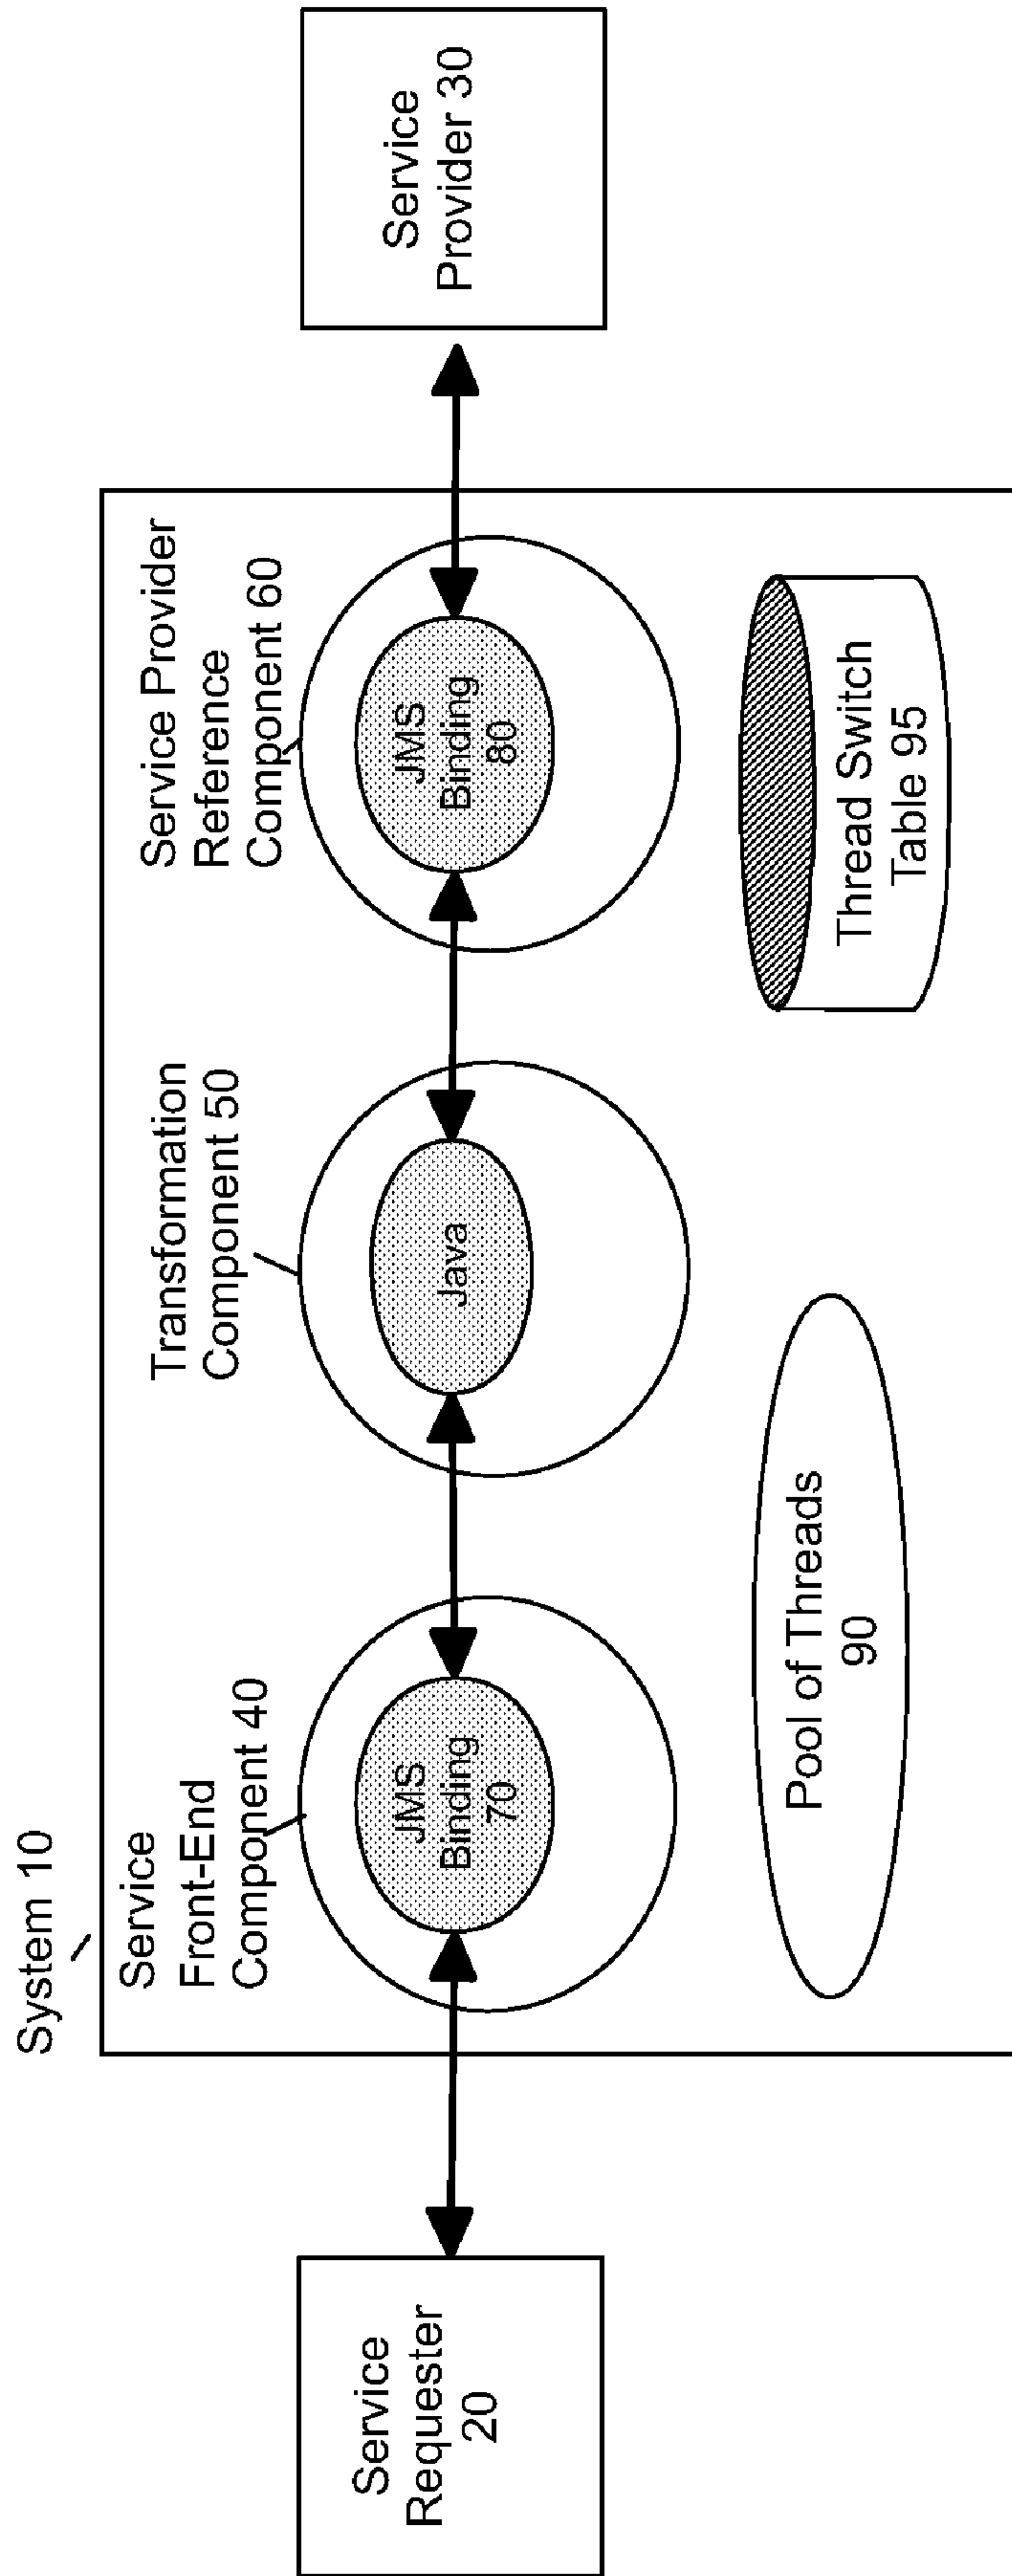 System 10
Service
Front-End
Component 40
Transformation
Component 50
Service Provider
Reference
Component 60
Service
Requester
20
JMS
Binding
70
Java
JMS
Binding
80
Service
Provider 30
Pool of Threads
90
Thread Switch
Table 95